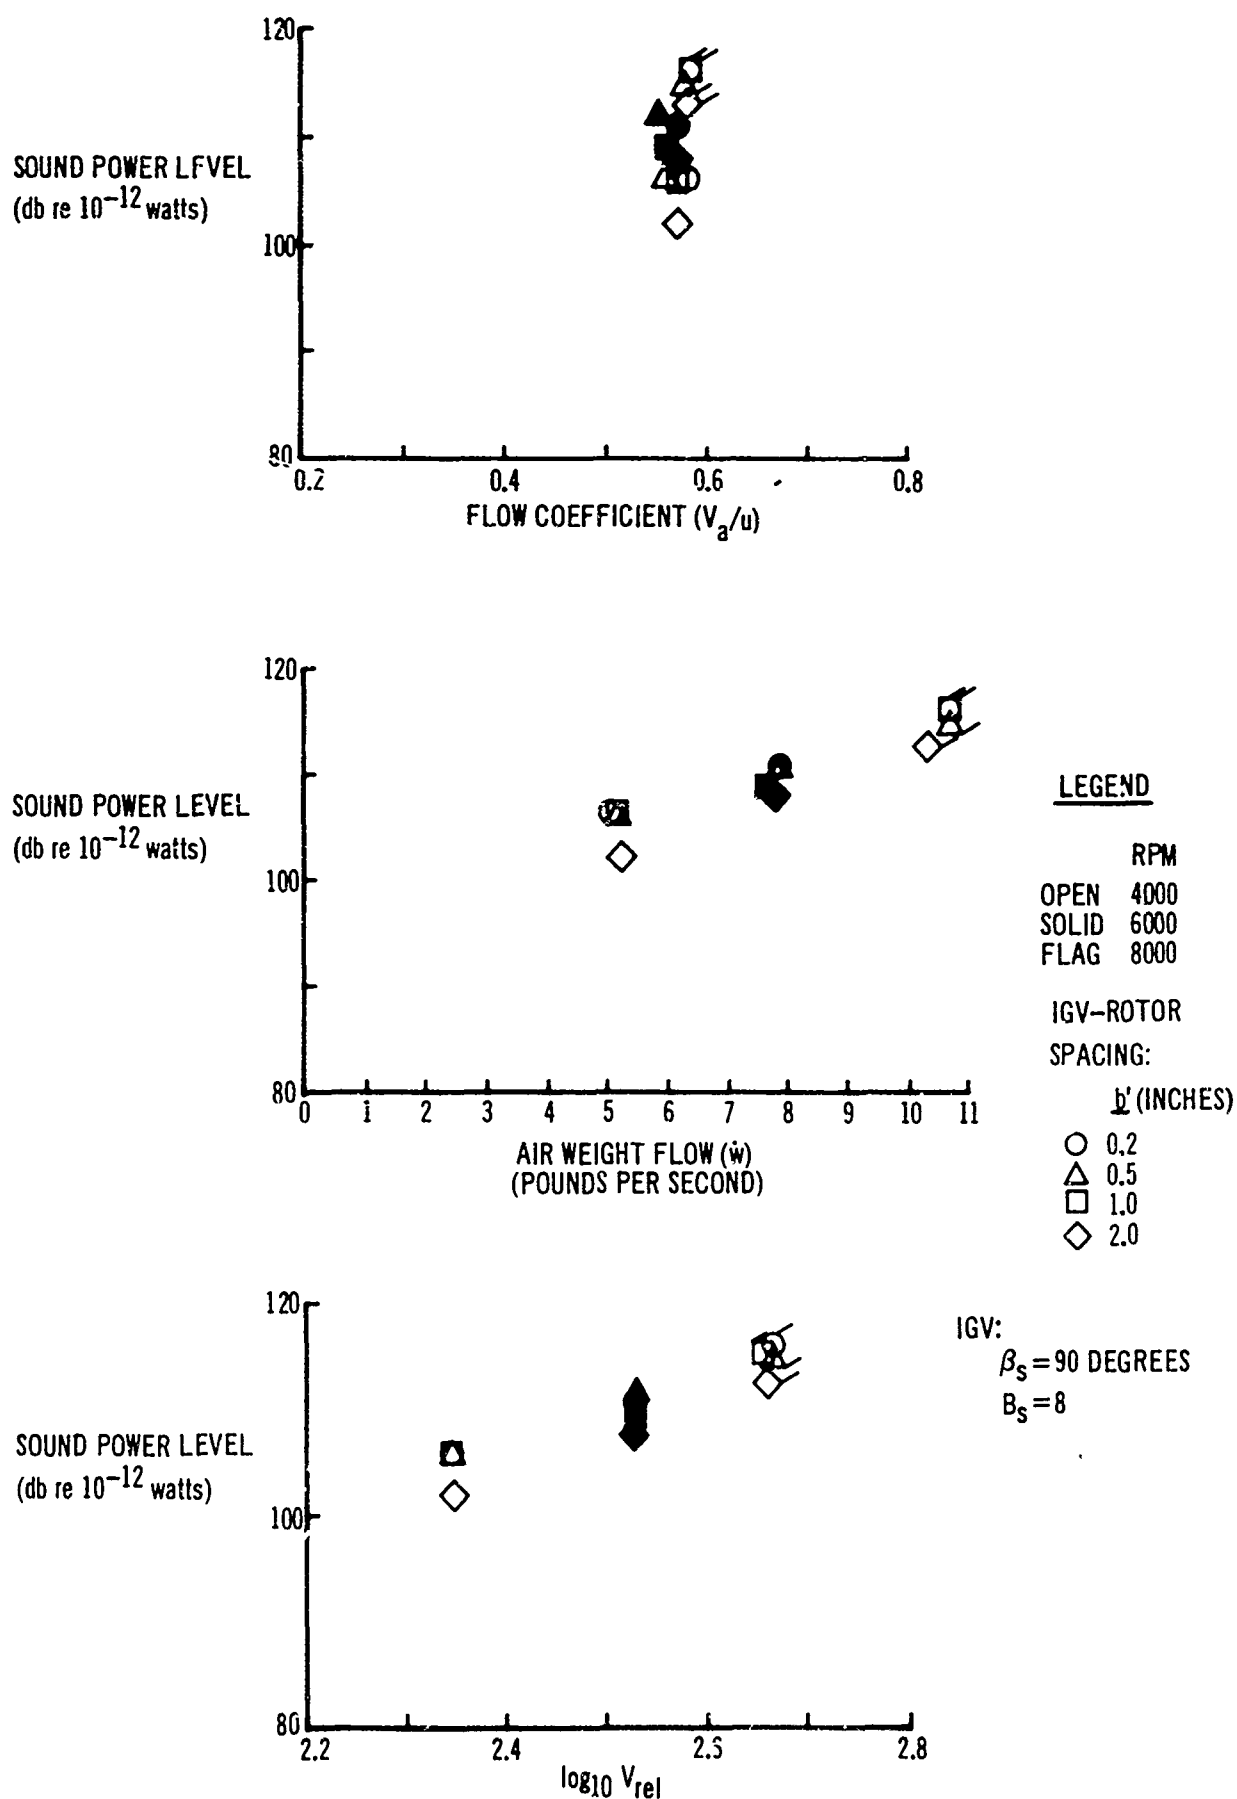 120
SOUND POWER LEVEL
(db re 10−12 watts)
100
80
0.2 0.4 0.6 0.8
FLOW COEFFICIENT (Va/u)
120
SOUND POWER LEVEL
(db re 10−12 watts)
100
80
0 1 2 3 4 5 6 7 8 9 10 11
AIR WEIGHT FLOW (ẇ)
(POUNDS PER SECOND)
LEGEND
RPM
OPEN 4000
SOLID 6000
FLAG 8000
IGV–ROTOR
SPACING:
b' (INCHES)
0.2
0.5
1.0
2.0
120
SOUND POWER LEVEL
(db re 10−12 watts)
100
80
2.2 2.4 2.6 2.8
log10 Vrel
IGV:
βs = 90 DEGREES
Bs = 8